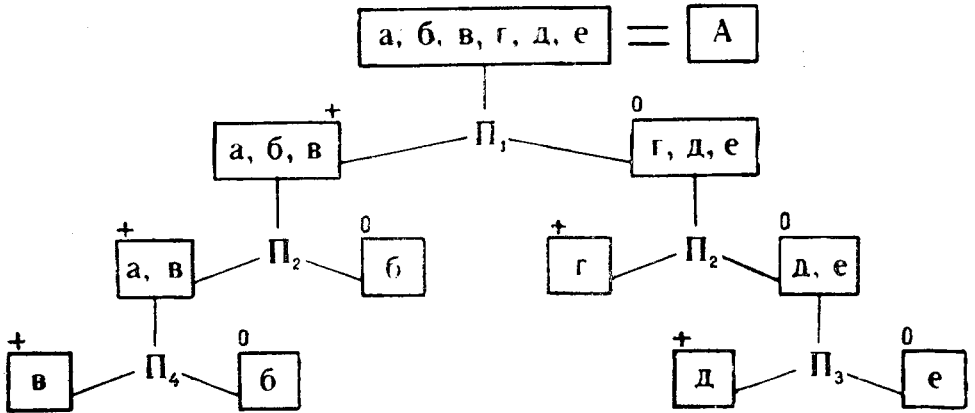 а, б, в, г, д, е = А
+ 0
а, б, в П₁ г, д, е
+ 0 + 0
а, в П₂ б г П₂ д, е
+ 0 + 0
в П₄ б д П₃ е